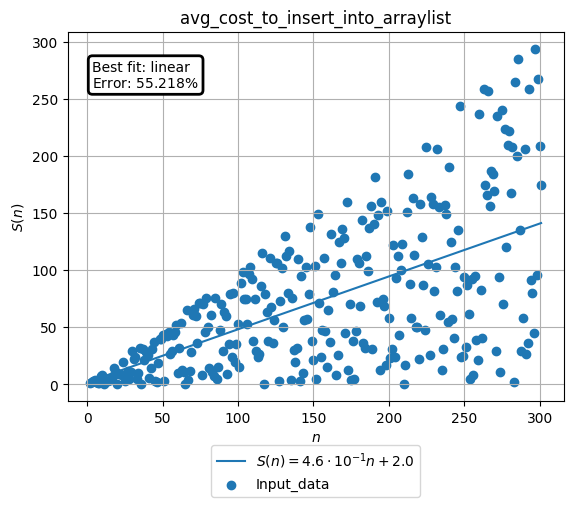 avg_cost_to_insert_into_arraylist
Best fit: linear
Error: 55.218%
S(n)
300
250
200
150
100
50
0
0 50 100 150 200 250 300
n
S(n) = 4.6 · 10⁻¹n + 2.0
Input_data